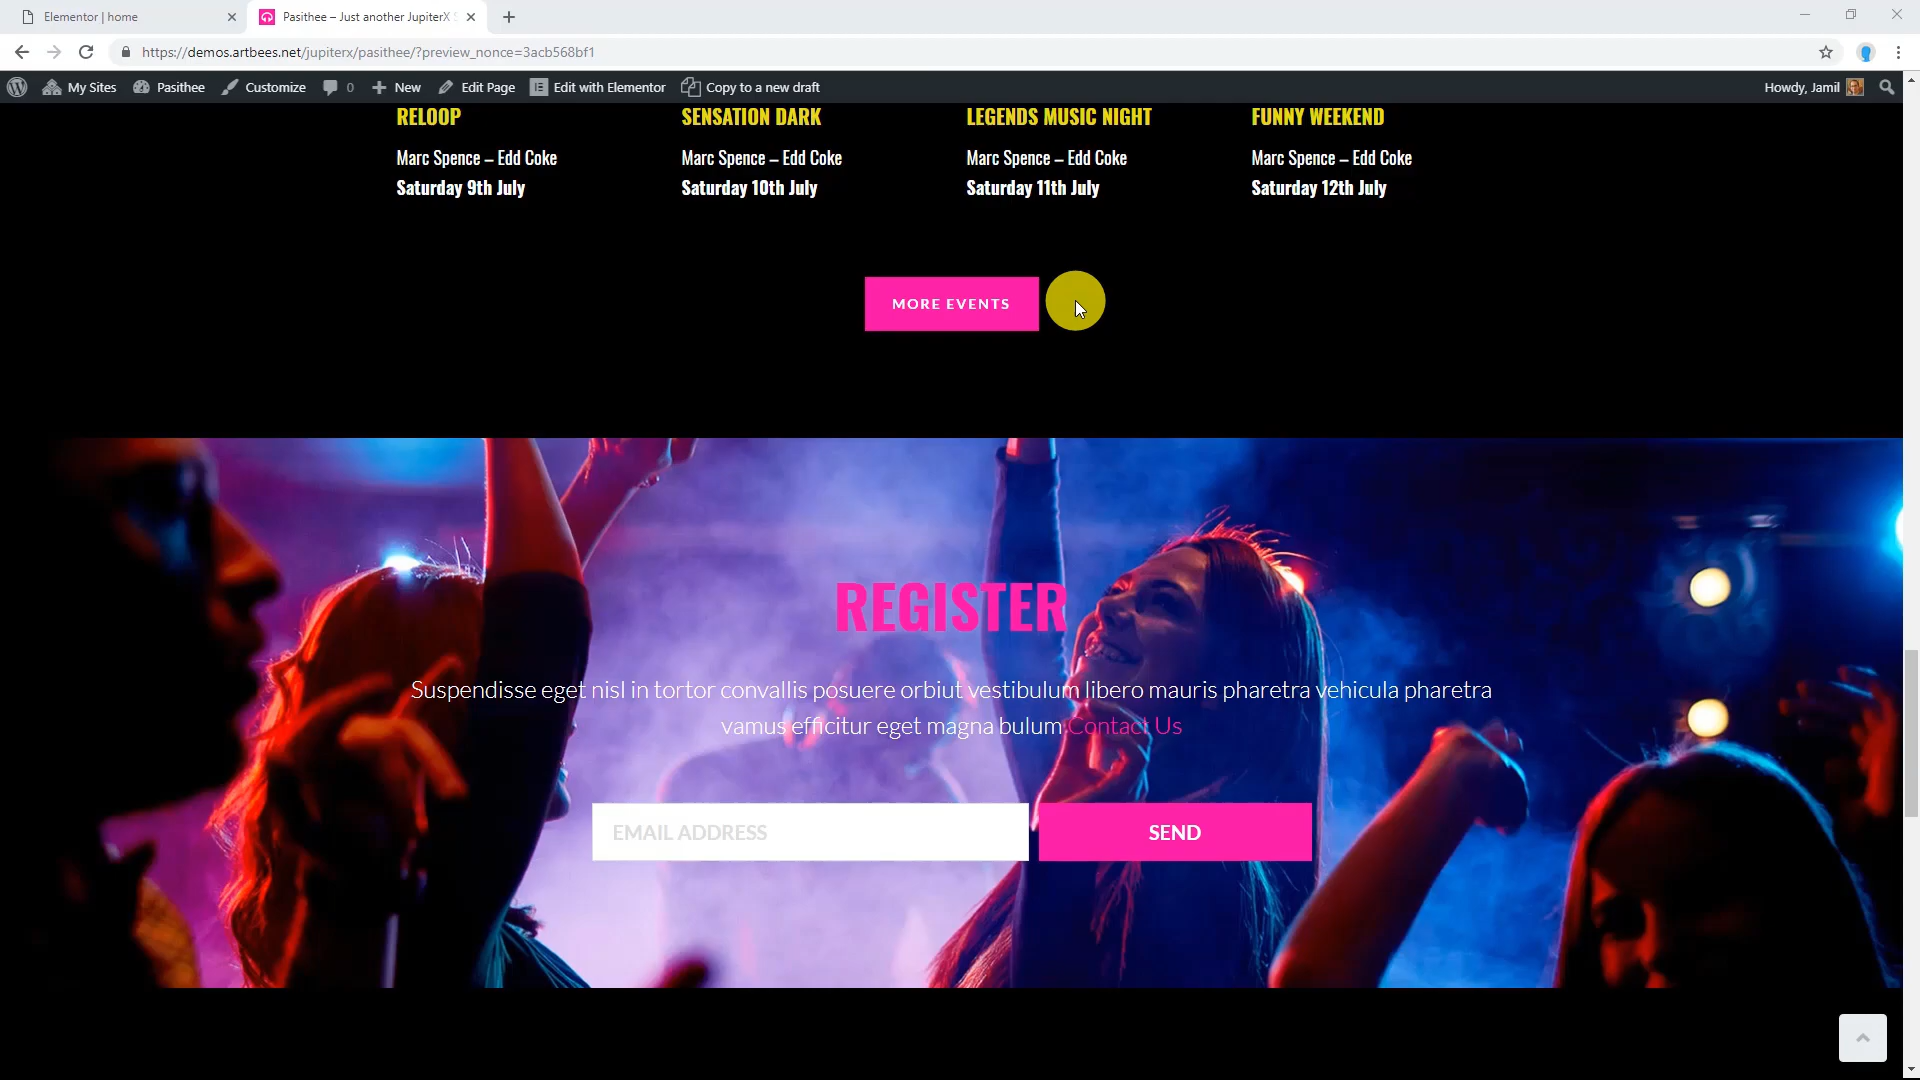 Elementor | home
Pasithee – Just another JupiterX S
https://demos.artbees.net/jupiterx/pasithee/?preview_nonce=3acb568bf1
My Sites
Pasithee
Customize
0
New
Edit Page
Edit with Elementor
Copy to a new draft
Howdy, Jamil
RELOOP
SENSATION DARK
LEGENDS MUSIC NIGHT
FUNNY WEEKEND
Marc Spence – Edd Coke
Marc Spence – Edd Coke
Marc Spence – Edd Coke
Marc Spence – Edd Coke
Saturday 9th July
Saturday 10th July
Saturday 11th July
Saturday 12th July
MORE EVENTS
REGISTER
Suspendisse eget nisl in tortor convallis posuere orbiut vestibulum libero mauris pharetra vehicula pharetra
vamus efficitur eget magna bulum Contact Us
EMAIL ADDRESS
SEND